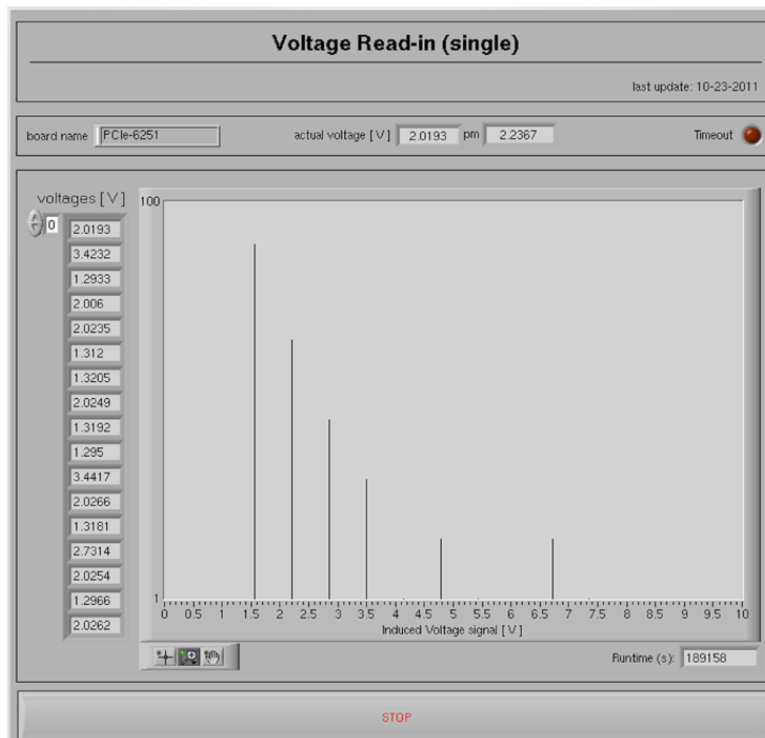 Voltage Read-in (single)
last update: 10-23-2011
board name PCIe-6251 actual voltage [V] 2.0193 pm 2.2367 Timeout
voltages [V]
0
2.0193
3.4232
1.2933
2.006
2.0235
1.312
1.3205
2.0249
1.3192
1.295
3.4417
2.0266
1.3181
2.7314
2.0254
1.2966
2.0262
100
1
0 0.5 1 1.5 2 2.5 3 3.5 4 4.5 5 5.5 6 6.5 7 7.5 8 8.5 9 9.5 10
Induced Voltage signal [V]
Runtime (s): 189158
STOP